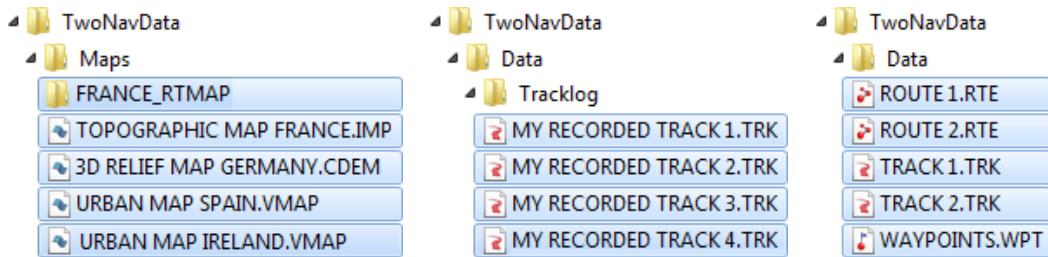 TwoNavData
Maps
FRANCE_RTMAP
TOPOGRAPHIC MAP FRANCE.IMP
3D RELIEF MAP GERMANY.CDEM
URBAN MAP SPAIN.VMAP
URBAN MAP IRELAND.VMAP
TwoNavData
Data
Tracklog
MY RECORDED TRACK 1.TRK
MY RECORDED TRACK 2.TRK
MY RECORDED TRACK 3.TRK
MY RECORDED TRACK 4.TRK
TwoNavData
Data
ROUTE 1.RTE
ROUTE 2.RTE
TRACK 1.TRK
TRACK 2.TRK
WAYPOINTS.WPT